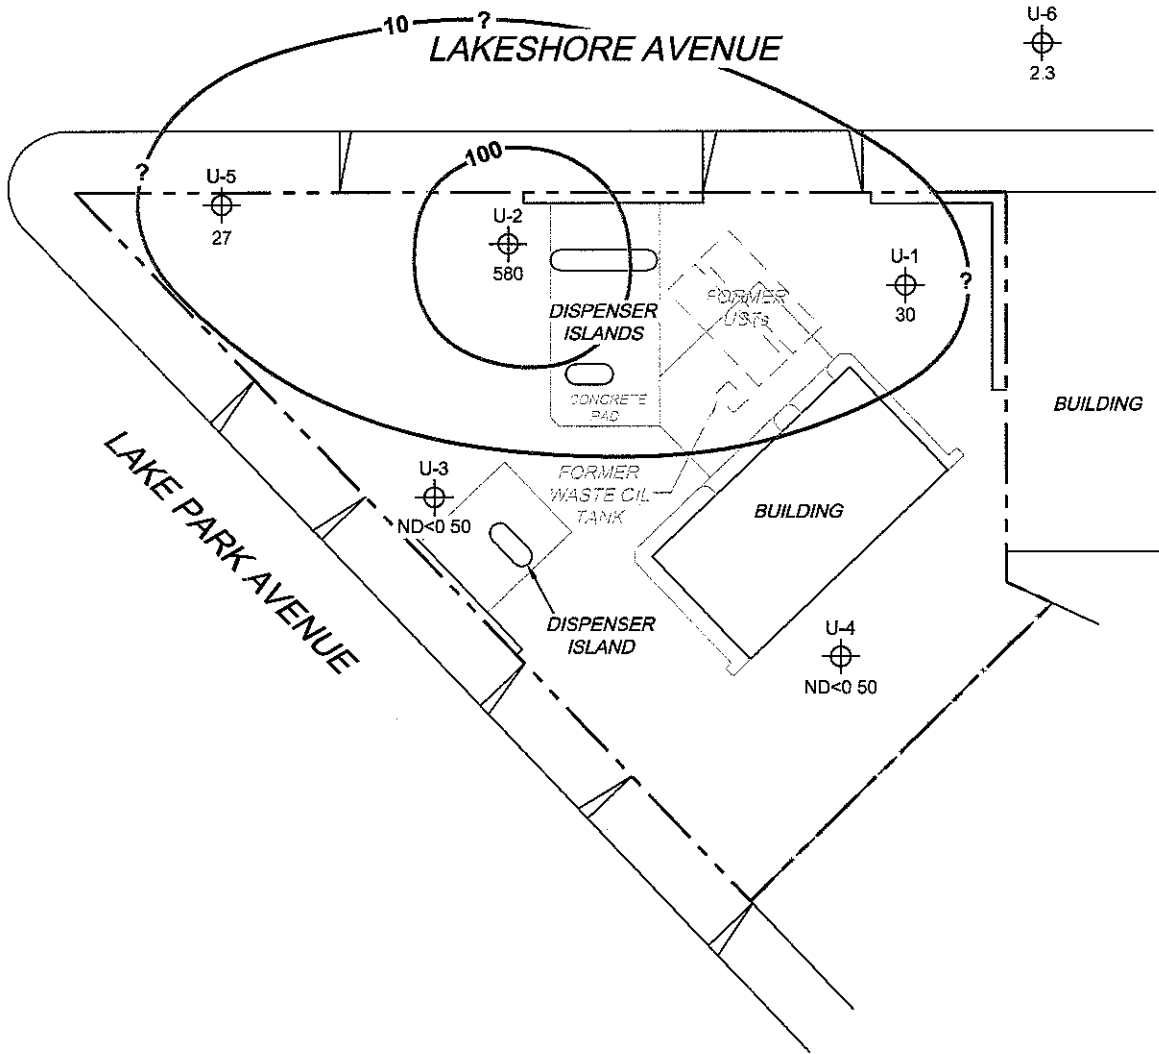 10
?
LAKESHORE AVENUE
U-6
2.3
?
U-5
27
100
U-2
580
U-1
30
?
FORMER
USTs
DISPENSER
ISLANDS
CONCRETE
PAD
BUILDING
LAKE PARK AVENUE
U-3
ND<0 50
FORMER
WASTE OIL
TANK
BUILDING
DISPENSER
ISLAND
U-4
ND<0 50